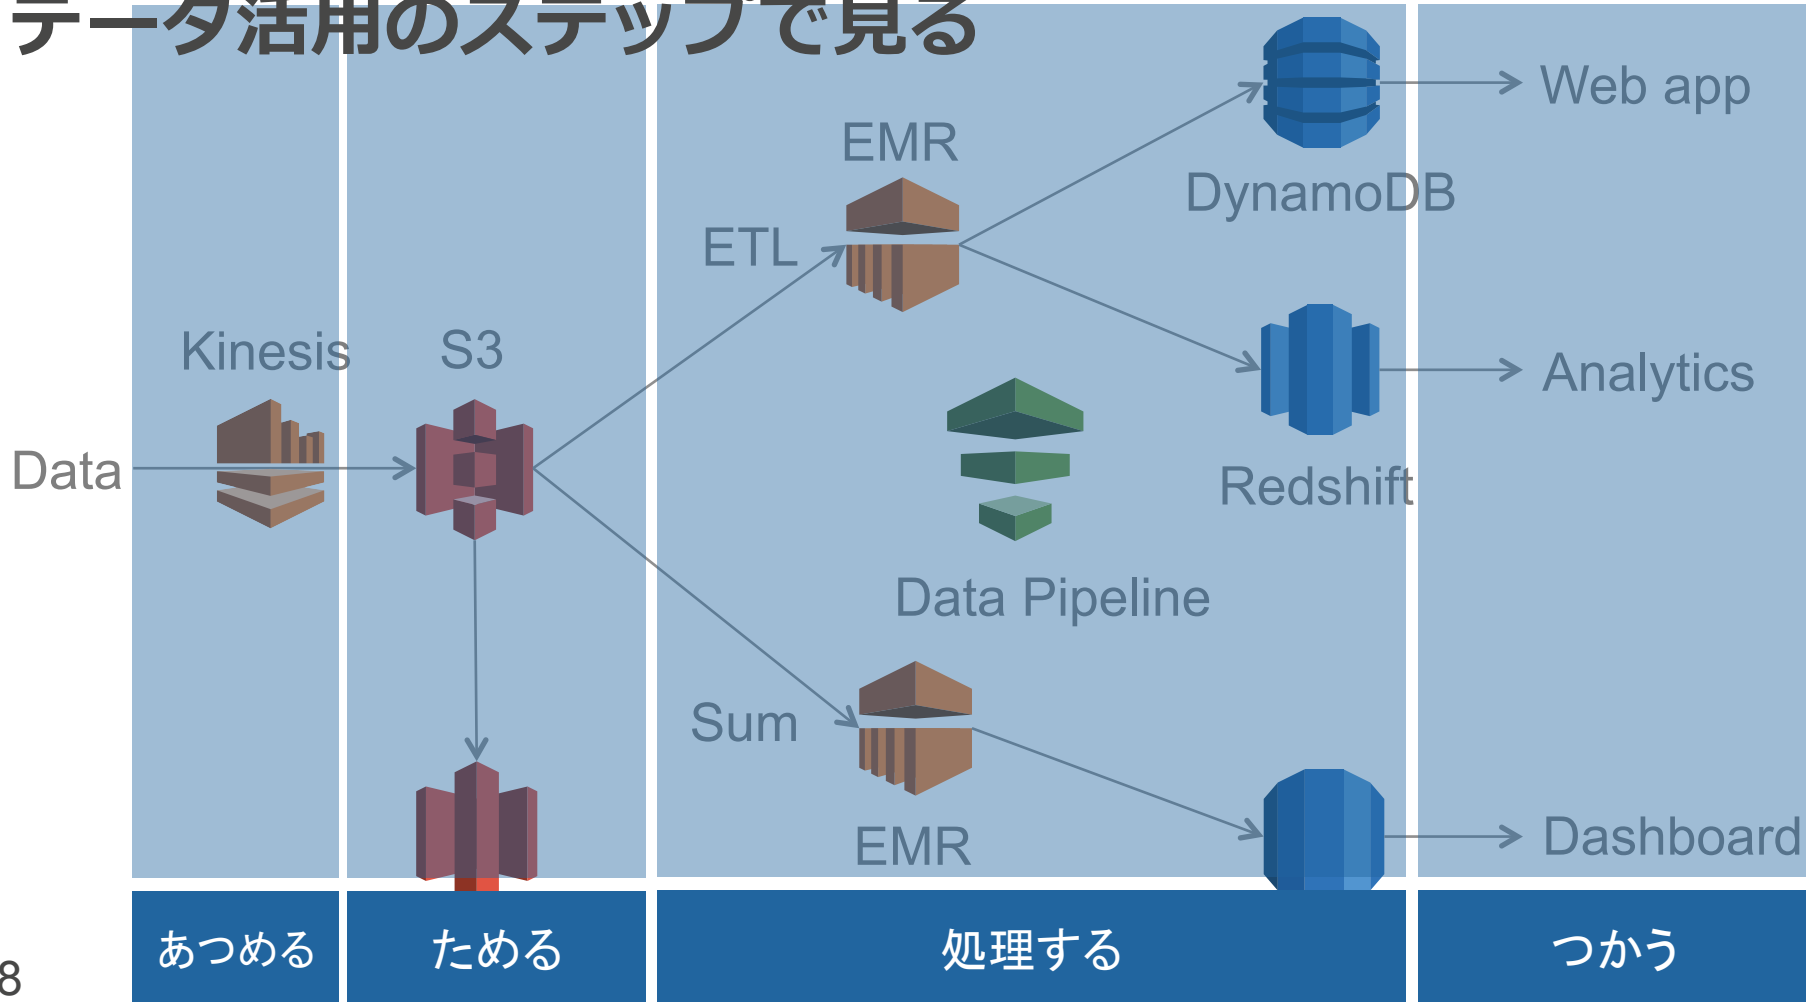 データ活用のステップで見る
Web app
EMR
DynamoDB
ETL
Kinesis
S3
Analytics
Data
Redshift
Data Pipeline
Sum
EMR
Dashboard
あつめる
ためる
処理する
つかう
8